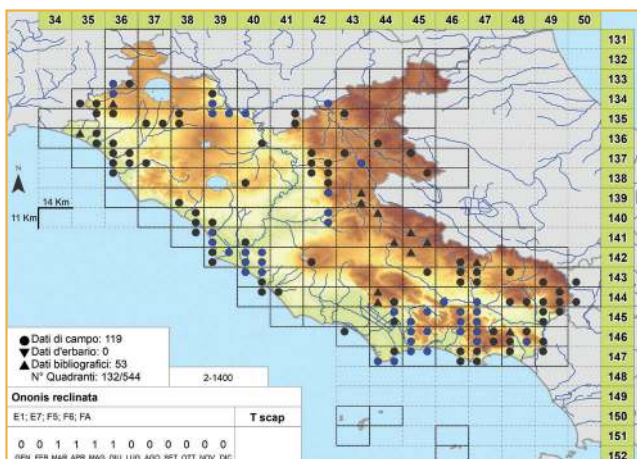 34 35 36 37 38 39 40 41 42 43 44 45 46 47 48 49 50
131
132
133
134
135
136
137
138
139
140
141
142
143
144
145
146
147
148
149
150
151
152
N
14 Km
11 Km
Dati di campo: 119
Dati d'erbario: 0
Dati bibliografici: 53
N° Quadranti: 132/544
2-1400
Ononis reclinata
E1; E7; F5; F6; FA
T scap
0 0 1 1 1 1 0 0 0 0 0 0
GEN FEB MAR APR MAG GIU LUG AGO SET OTT NOV DIC